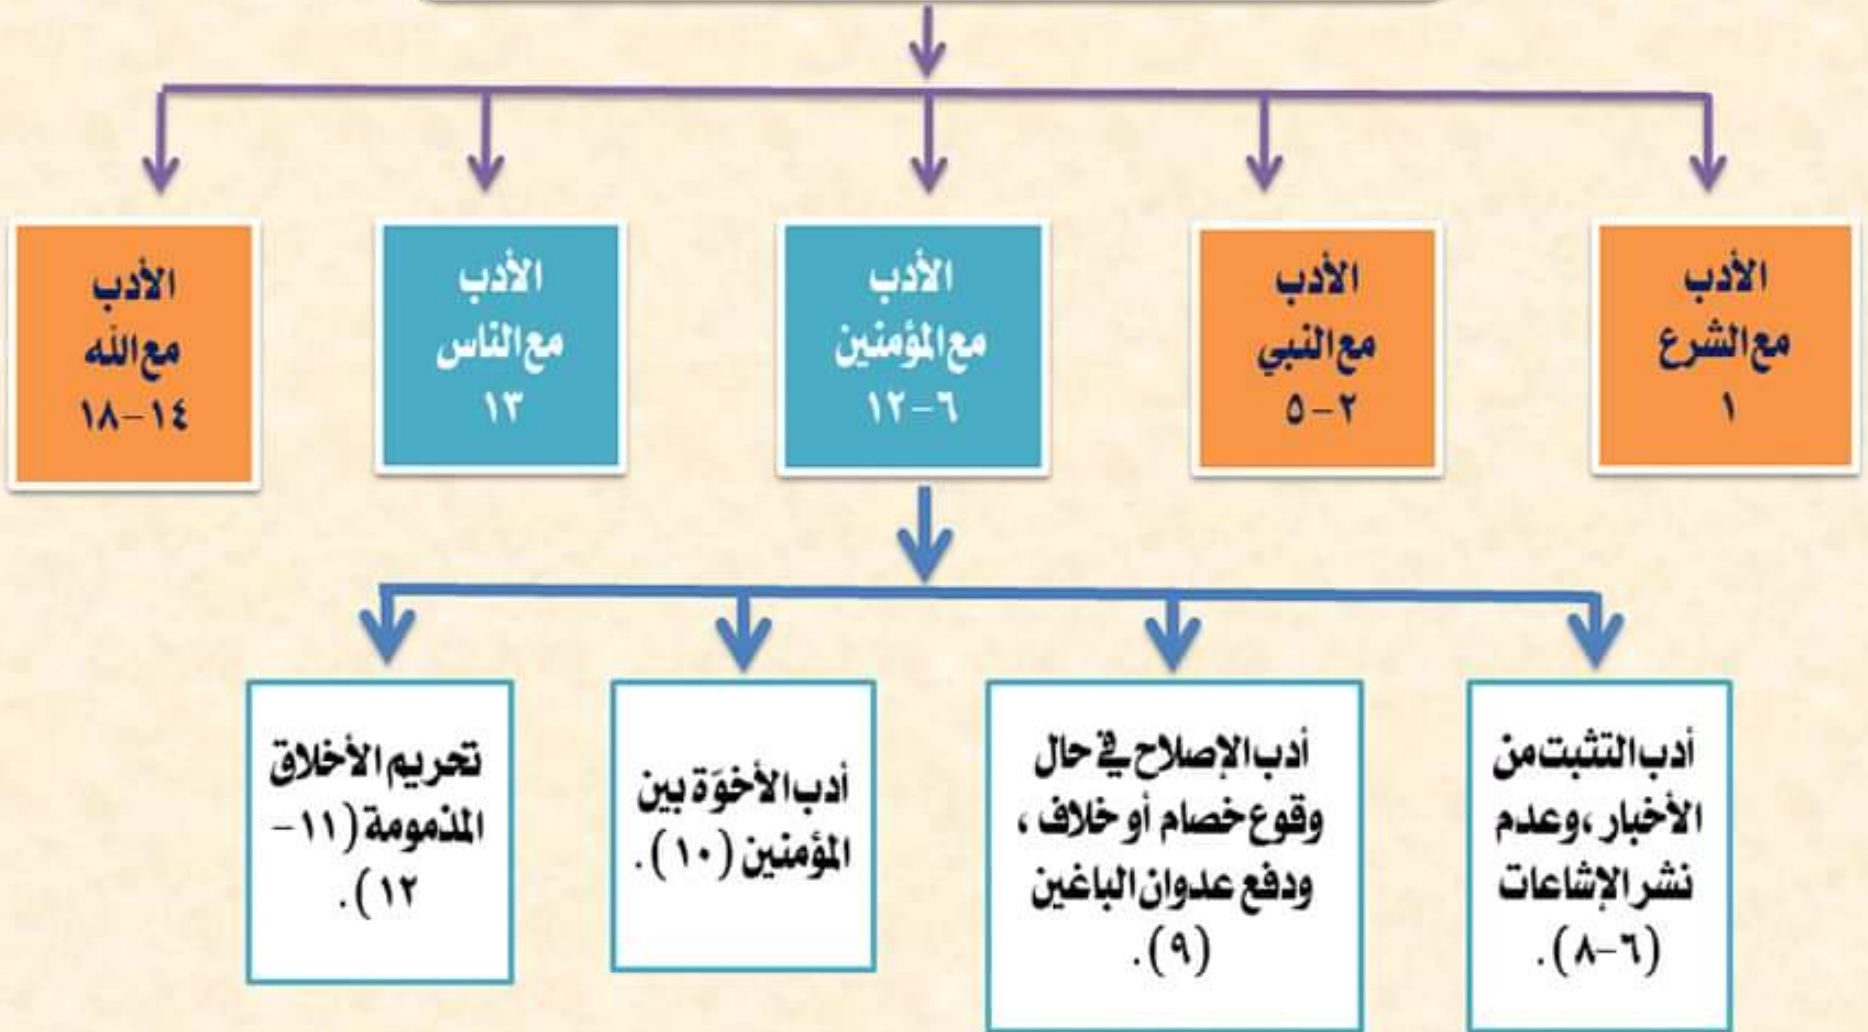 الأدب
مع الشرع
١
الأدب
مع النبي
٢-٥
الأدب
مع المؤمنين
٦-١٢
الأدب
مع الناس
١٣
الأدب
مع الله
١٤-١٨
أدب التثبت من
الأخبار ، وعدم
نشر الإشاعات
(٦-٨).
أدب الإصلاح في حال
وقوع خصام أو خلاف ،
ودفع عدوان الباغين
(٩).
أدب الأخوَة بين
المؤمنين (١٠).
تحريم الأخلاق
المذمومة (١١-
١٢).